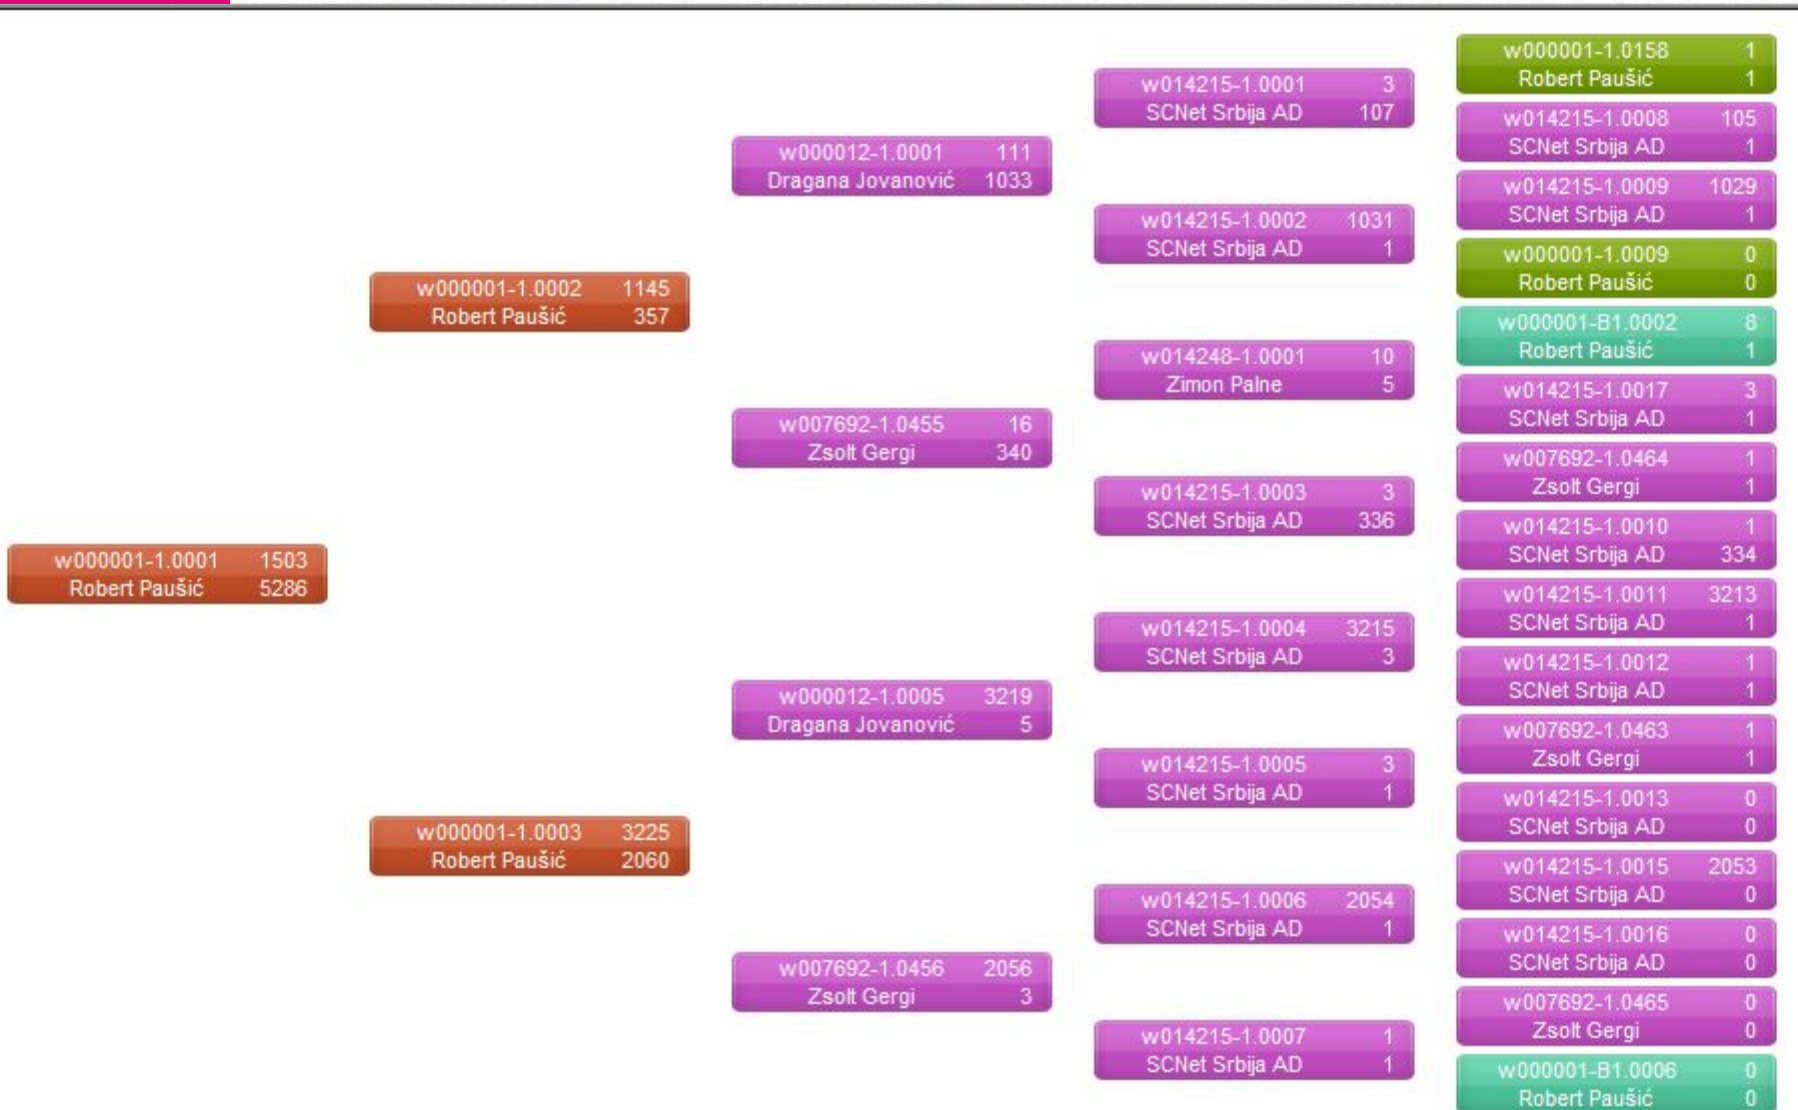 w000001-1.0001 1503
Robert Paušić 5286
w000001-1.0002 1145
Robert Paušić 357
w000001-1.0003 3225
Robert Paušić 2060
w000012-1.0001 111
Dragana Jovanović 1033
w007692-1.0455 16
Zsolt Gergi 340
w000012-1.0005 3219
Dragana Jovanović 5
w007692-1.0456 2056
Zsolt Gergi 3
w014215-1.0001 3
SCNet Srbija AD 107
w014215-1.0002 1031
SCNet Srbija AD 1
w014248-1.0001 10
Zimon Palne 5
w014215-1.0003 3
SCNet Srbija AD 336
w014215-1.0004 3215
SCNet Srbija AD 3
w014215-1.0005 3
SCNet Srbija AD 1
w014215-1.0006 2054
SCNet Srbija AD 1
w014215-1.0007 1
SCNet Srbija AD 1
w000001-1.0158 1
Robert Paušić 1
w014215-1.0008 105
SCNet Srbija AD 1
w014215-1.0009 1029
SCNet Srbija AD 1
w000001-1.0009 0
Robert Paušić 0
w000001-B1.0002 8
Robert Paušić 1
w014215-1.0017 3
SCNet Srbija AD 1
w007692-1.0464 1
Zsolt Gergi 1
w014215-1.0010 1
SCNet Srbija AD 334
w014215-1.0011 3213
SCNet Srbija AD 1
w014215-1.0012 1
SCNet Srbija AD 1
w007692-1.0463 1
Zsolt Gergi 1
w014215-1.0013 0
SCNet Srbija AD 0
w014215-1.0015 2053
SCNet Srbija AD 0
w014215-1.0016 0
SCNet Srbija AD 0
w007692-1.0465 0
Zsolt Gergi 0
w000001-B1.0006 0
Robert Paušić 0